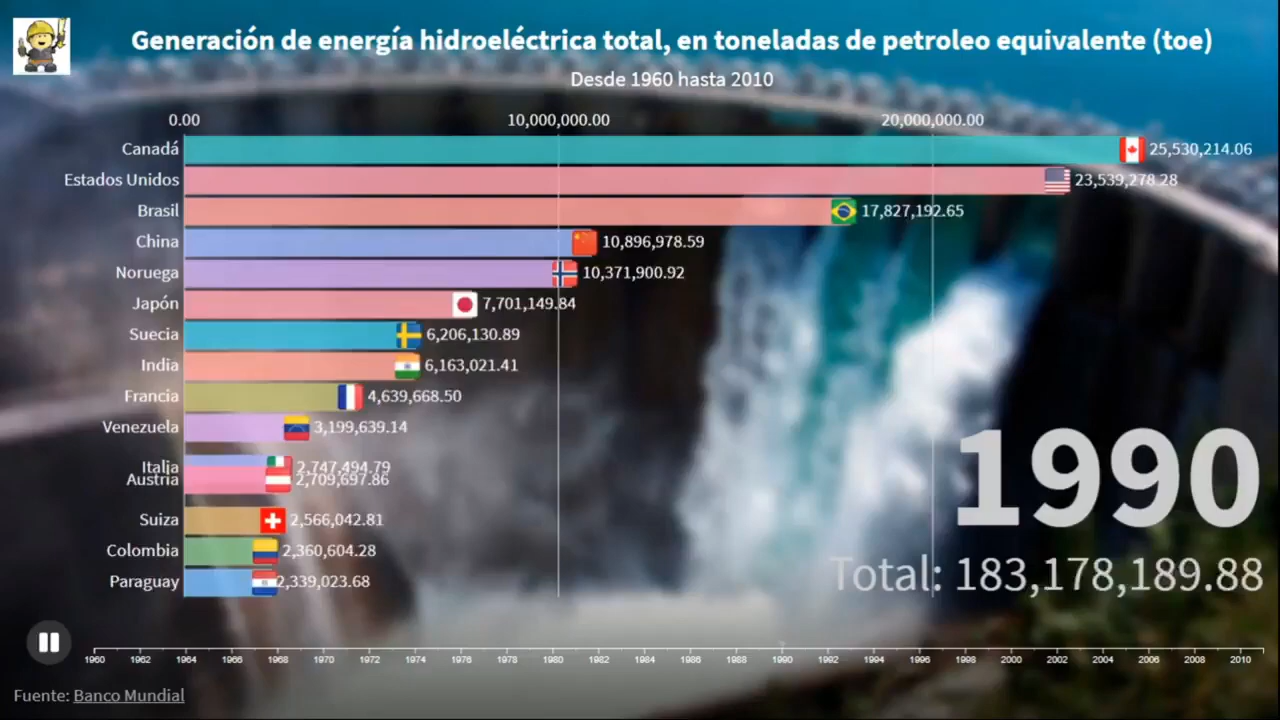 Generación de energía hidroeléctrica total, en toneladas de petroleo equivalente (toe)
Desde 1960 hasta 2010
0.00 10,000,000.00 20,000,000.00
Canadá 25,530,214.06
Estados Unidos 23,539,278.28
Brasil 17,827,192.65
China 10,896,978.59
Noruega 10,371,900.92
Japón 7,701,149.84
Suecia 6,206,130.89
India 6,163,021.41
Francia 4,639,668.50
Venezuela 3,199,639.14
Italia 2,747,494.79
Austria 2,709,697.86
Suiza 2,566,042.81
Colombia 2,360,604.28
Paraguay 2,339,023.68
1990
Total: 183,178,189.88
1960 1962 1964 1966 1968 1970 1972 1974 1976 1978 1980 1982 1984 1986 1988 1990 1992 1994 1996 1998 2000 2002 2004 2006 2008 2010
Fuente: Banco Mundial